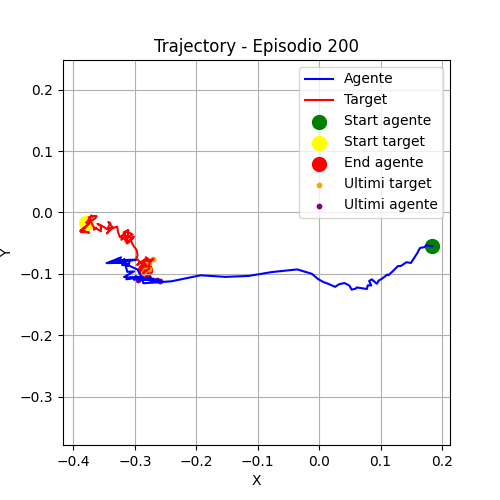 Trajectory - Episodio 200
Agente
Target
Start agente
Start target
End agente
Ultimi target
Ultimi agente
0.2
0.1
0.0
−0.1
−0.2
−0.3
Y
−0.4
−0.3
−0.2
−0.1
0.0
0.1
0.2
X